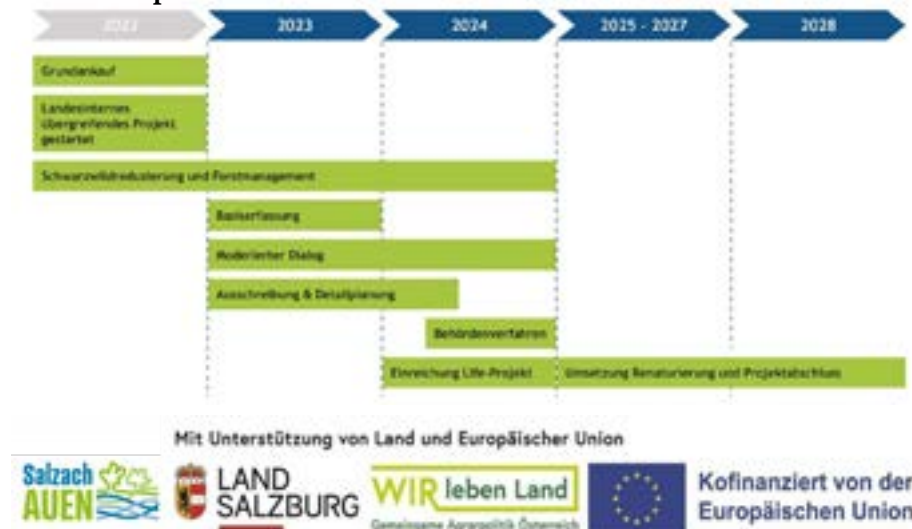 2022
2023
2024
2025 - 2027
2028
Grundankauf
Landesinternes
übergreifendes Projekt
gestartet
Schwarzwildreduzierung und Forstmanagement
Basiserfassung
Moderierter Dialog
Ausschreibung & Detailplanung
Behördenverfahren
Einreichung Life-Projekt
Umsetzung Renaturierung und Projektabschluss
Mit Unterstützung von Land und Europäischer Union
Salzach
AUEN
LAND
SALZBURG
WIR leben Land
Gemeinsame Agrarpolitik Österreich
Kofinanziert von der
Europäischen Union